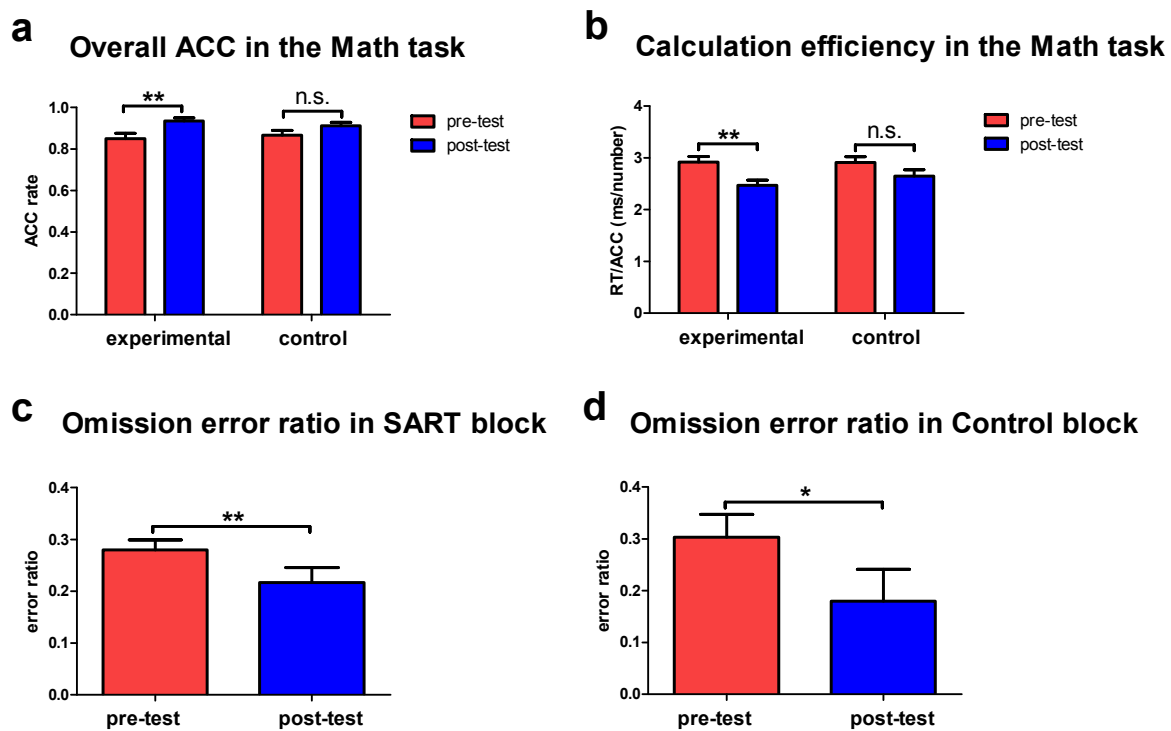 a
Overall ACC in the Math task
ACC rate
1.0
0.8
0.6
0.4
0.2
0.0
**
n.s.
pre-test
post-test
experimental
control
b
Calculation efficiency in the Math task
RT/ACC (ms/number)
4
3
2
1
0
**
n.s.
pre-test
post-test
experimental
control
c
Omission error ratio in SART block
error ratio
0.4
0.3
0.2
0.1
0.0
**
pre-test
post-test
d
Omission error ratio in Control block
error ratio
0.4
0.3
0.2
0.1
0.0
*
pre-test
post-test